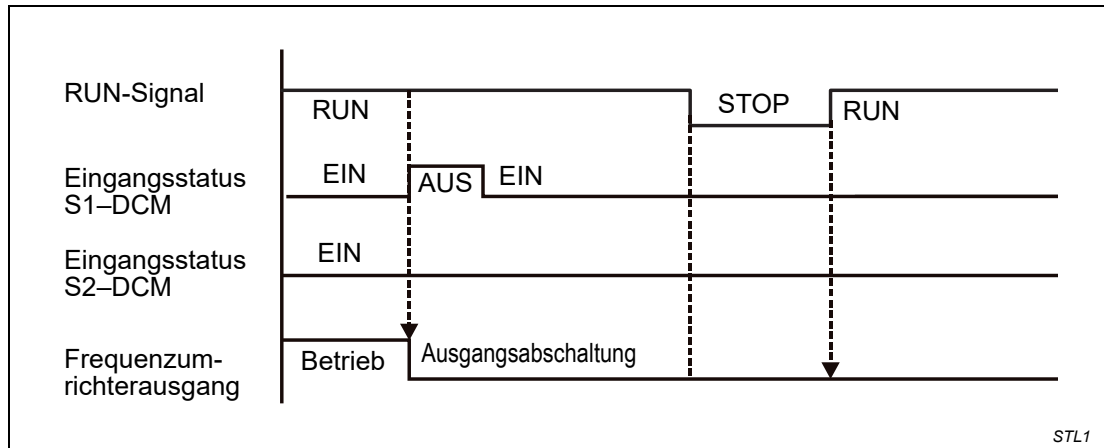 RUN-Signal
RUN
STOP
RUN
Eingangsstatus
S1–DCM
EIN
AUS
EIN
Eingangsstatus
S2–DCM
EIN
Frequenzum-
richterausgang
Betrieb
Ausgangsabschaltung
STL1